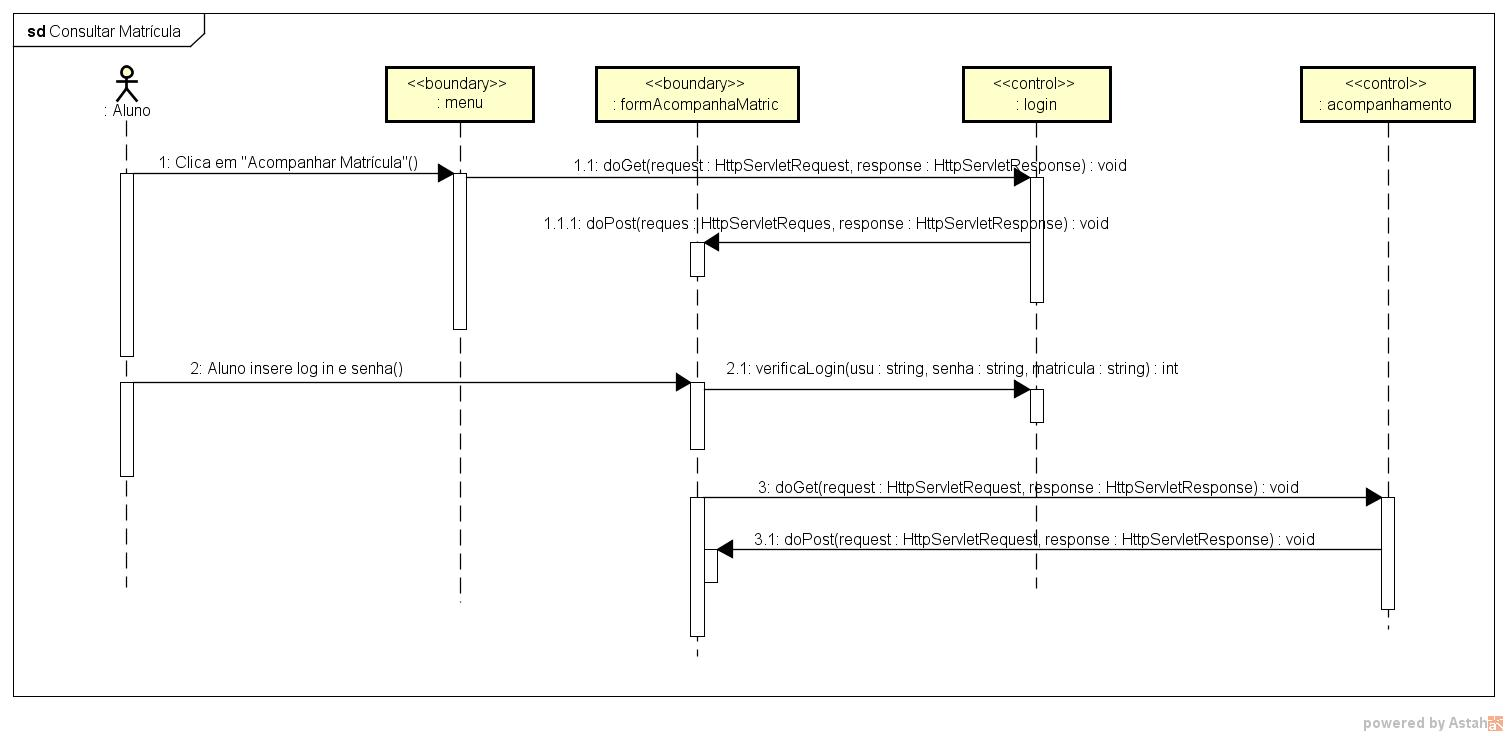 sd Consultar Matrícula
<<boundary>>
: menu
<<boundary>>
: formAcompanhaMatric
<<control>>
: login
<<control>>
: acompanhamento
: Aluno
1: Clica em "Acompanhar Matrícula"()
1.1: doGet(request : HttpServletRequest, response : HttpServletResponse) : void
1.1.1: doPost(reques : HttpServletReques, response : HttpServletResponse) : void
2: Aluno insere log in e senha()
2.1: verificaLogin(usu : string, senha : string, matricula : string) : int
3: doGet(request : HttpServletRequest, response : HttpServletResponse) : void
3.1: doPost(request : HttpServletRequest, response : HttpServletResponse) : void
powered by Astah